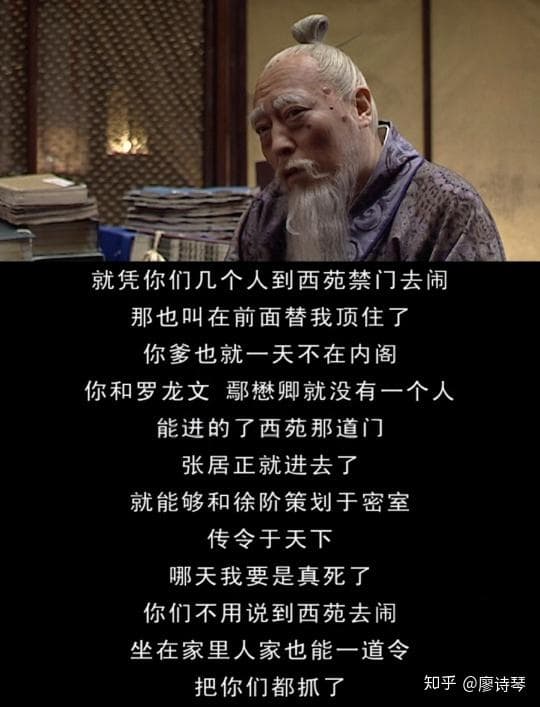 就凭你们几个人到西苑禁门去闹
那也叫在前面替我顶住了
你爹也就一天不在内阁
你和罗龙文 鄢懋卿就没有一个人
能进的了西苑那道门
张居正就进去了
就能够和徐阶策划于密室
传令于天下
哪天我要是真死了
你们不用说到西苑去闹
坐在家里人家也能一道令
把你们都抓了
知乎 @廖诗琴